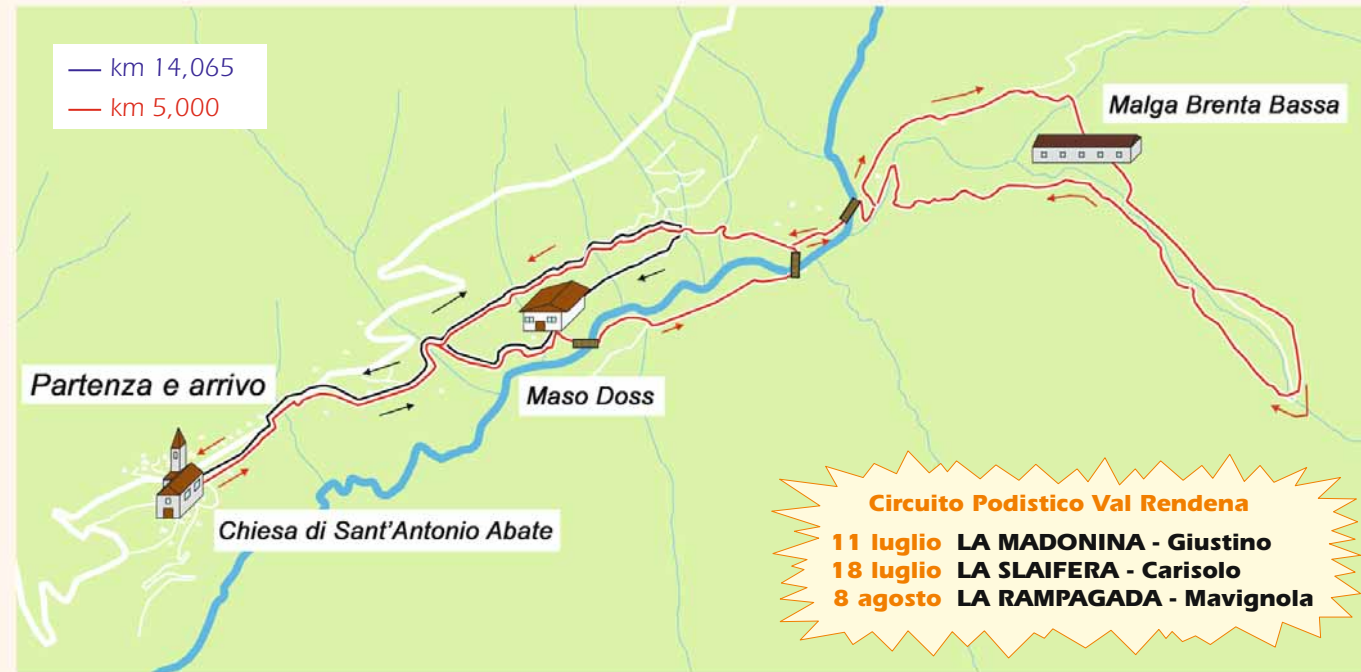 km 14,065
km 5,000
Malga Brenta Bassa
Partenza e arrivo
Maso Doss
Chiesa di Sant'Antonio Abate
Circuito Podistico Val Rendena
11 luglio LA MADONINA - Giustino
18 luglio LA SLAIFERA - Carisolo
8 agosto LA RAMPAGADA - Mavignola